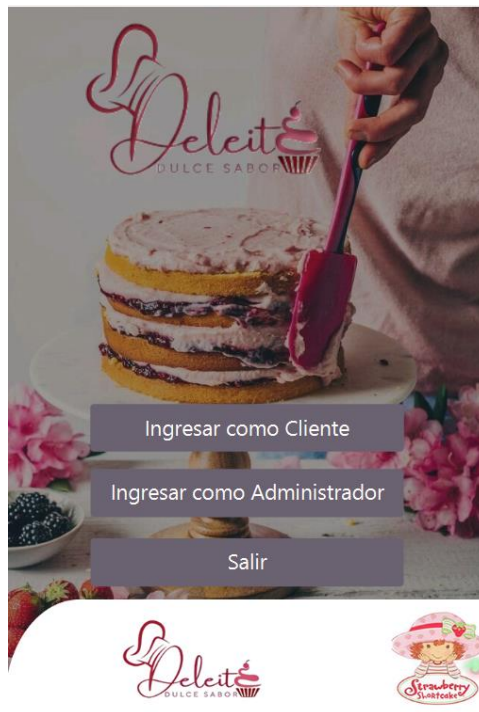 Deleite
DULCE SABOR
Ingresar como Cliente
Ingresar como Administrador
Salir
Deleite
DULCE SABOR
Strawberry
Shortcake